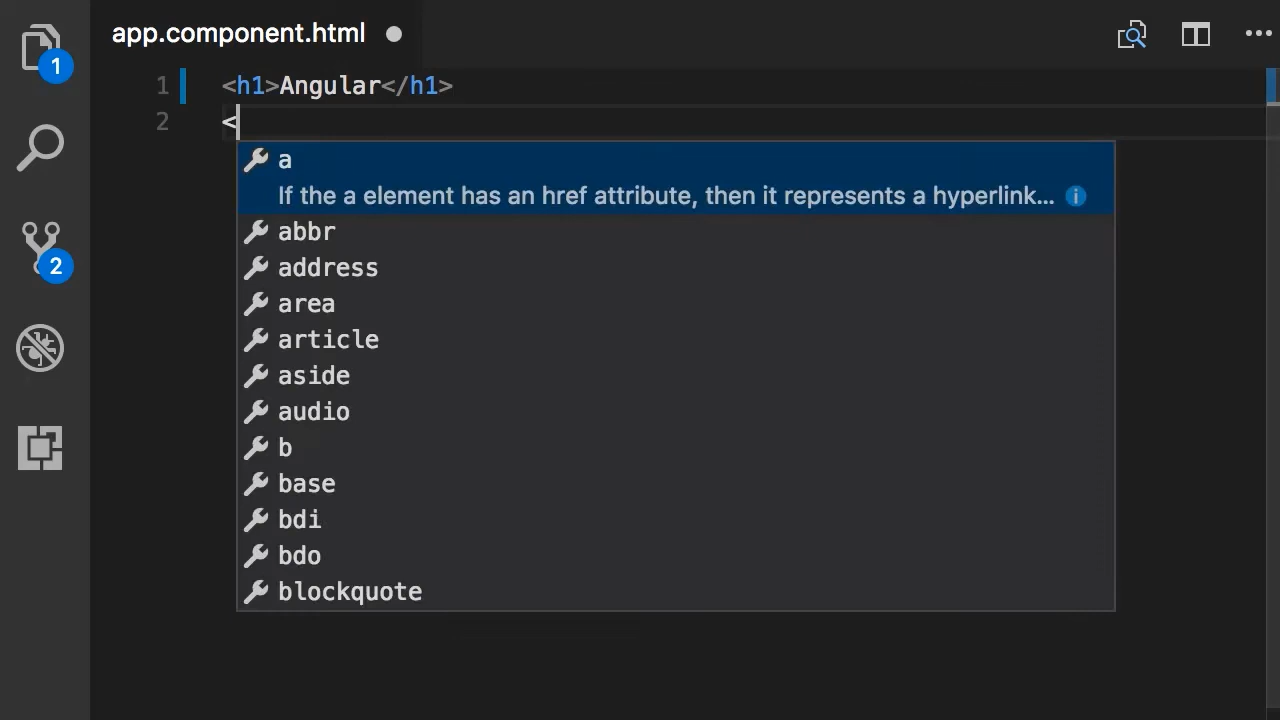 app.component.html
1
1 <h1>Angular</h1>
2 <
a
If the a element has an href attribute, then it represents a hyperlink...
abbr
2
address
area
article
aside
audio
b
base
bdi
bdo
blockquote